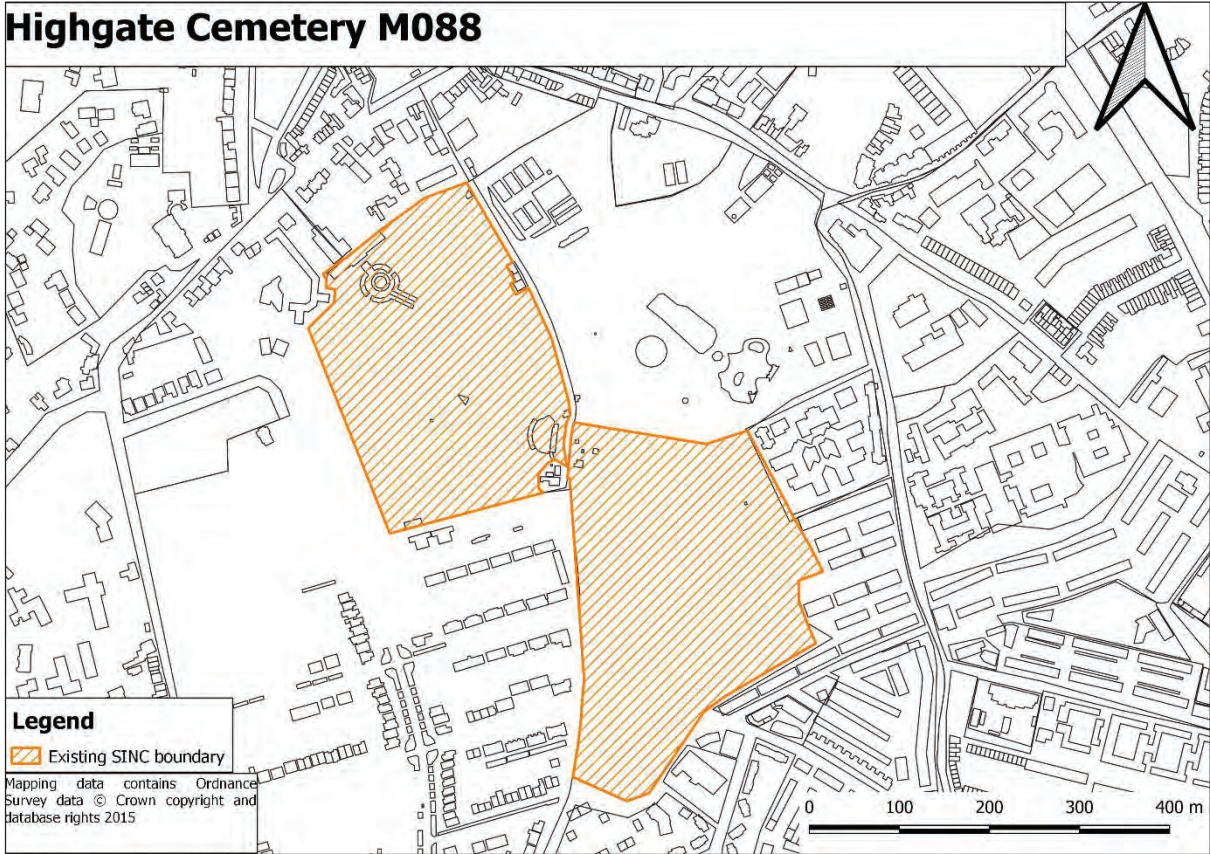 Highgate Cemetery M088
Legend
Existing SINC boundary
Mapping data contains Ordnance
Survey data © Crown copyright and
database rights 2015
0 100 200 300 400 m